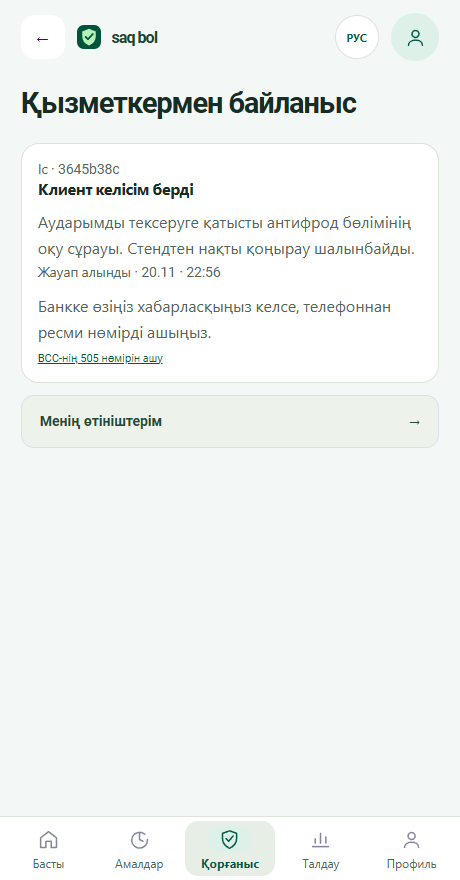 ←
saq bol
РУС
Қызметкермен байланыс
Іс · 3645b38c
Клиент келісім берді
Аударымды тексеруге қатысты антифрод бөлімінің
оқу сұрауы. Стендтен нақты қоңырау шалынбайды.
Жауап алынды · 20.11 · 22:56
Банкке өзіңіз хабарласқыңыз келсе, телефоннан
ресми нөмірді ашыңыз.
BCC-нің 505 нөмірін ашу
Менің өтініштерім →
Басты
Амалдар
Қорғаныс
Талдау
Профиль